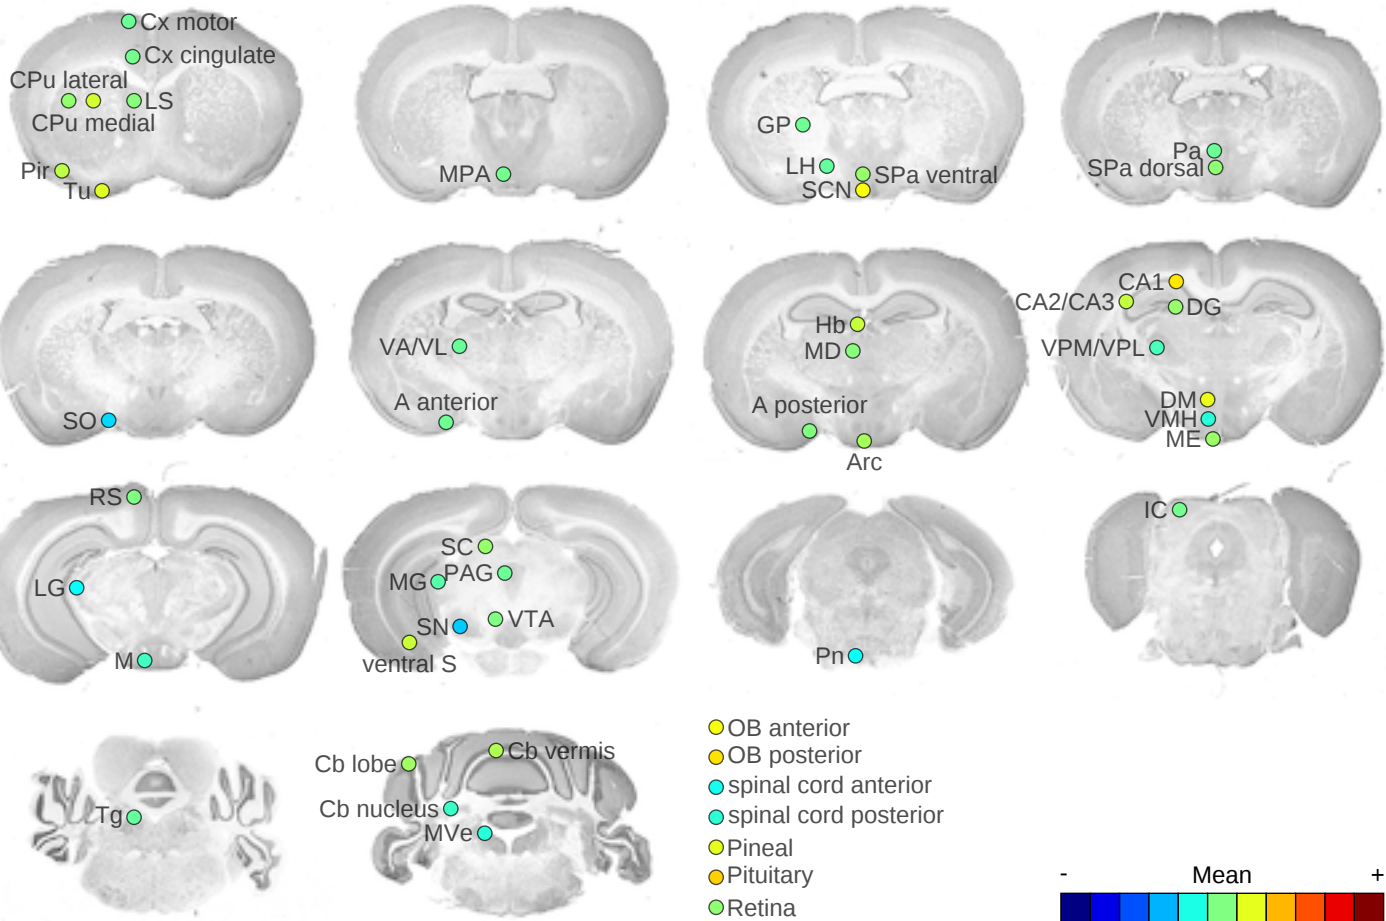 Cx motor
Cx cingulate
CPu lateral
LS
CPu medial
Pir
Tu
MPA
GP
LH
SPa ventral
SCN
Pa
SPa dorsal
SO
VA/VL
A anterior
Hb
MD
A posterior
Arc
CA1
CA2/CA3
DG
VPM/VPL
DM
VMH
ME
RS
LG
M
SC
PAG
MG
VTA
SN
ventral S
Pn
IC
Tg
Cb vermis
Cb lobe
Cb nucleus
MVe
OB anterior
OB posterior
spinal cord anterior
spinal cord posterior
Pineal
Pituitary
Retina
- Mean +